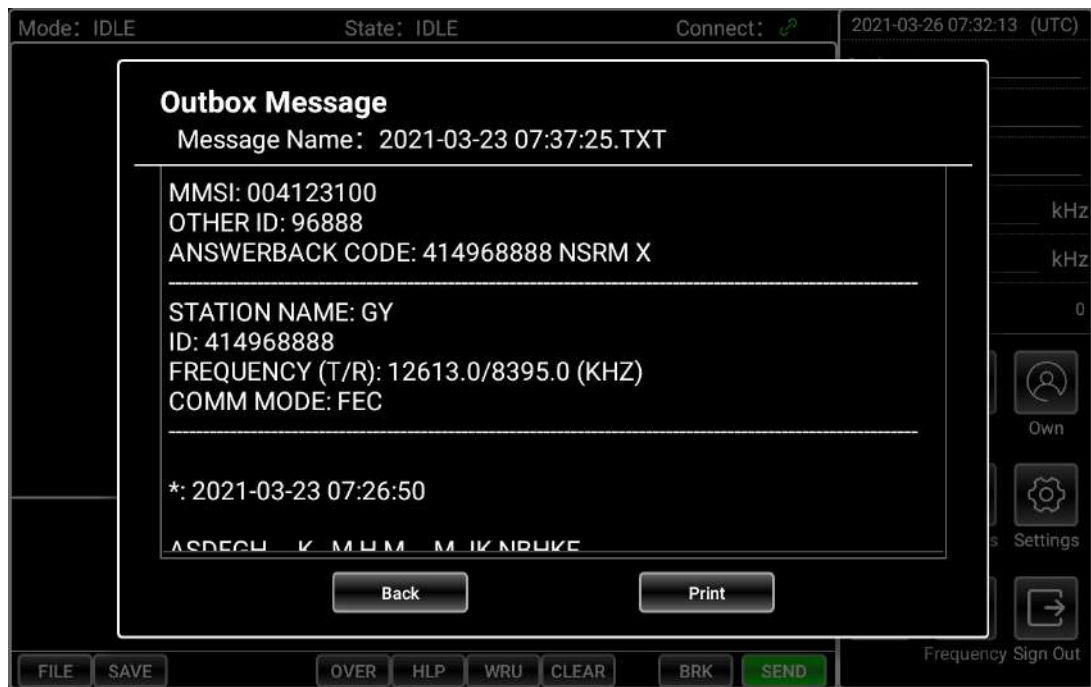 Mode: IDLE State: IDLE Connect: 2021-03-26 07:32:13 (UTC)
Outbox Message
Message Name: 2021-03-23 07:37:25.TXT
MMSI: 004123100
OTHER ID: 96888
ANSWERBACK CODE: 414968888 NSRM X
STATION NAME: GY
ID: 414968888
FREQUENCY (T/R): 12613.0/8395.0 (KHZ)
COMM MODE: FEC
*: 2021-03-23 07:26:50
kHz
kHz
0
Own
s Settings
Back Print
Frequency Sign Out
FILE SAVE OVER HLP WRU CLEAR BRK SEND